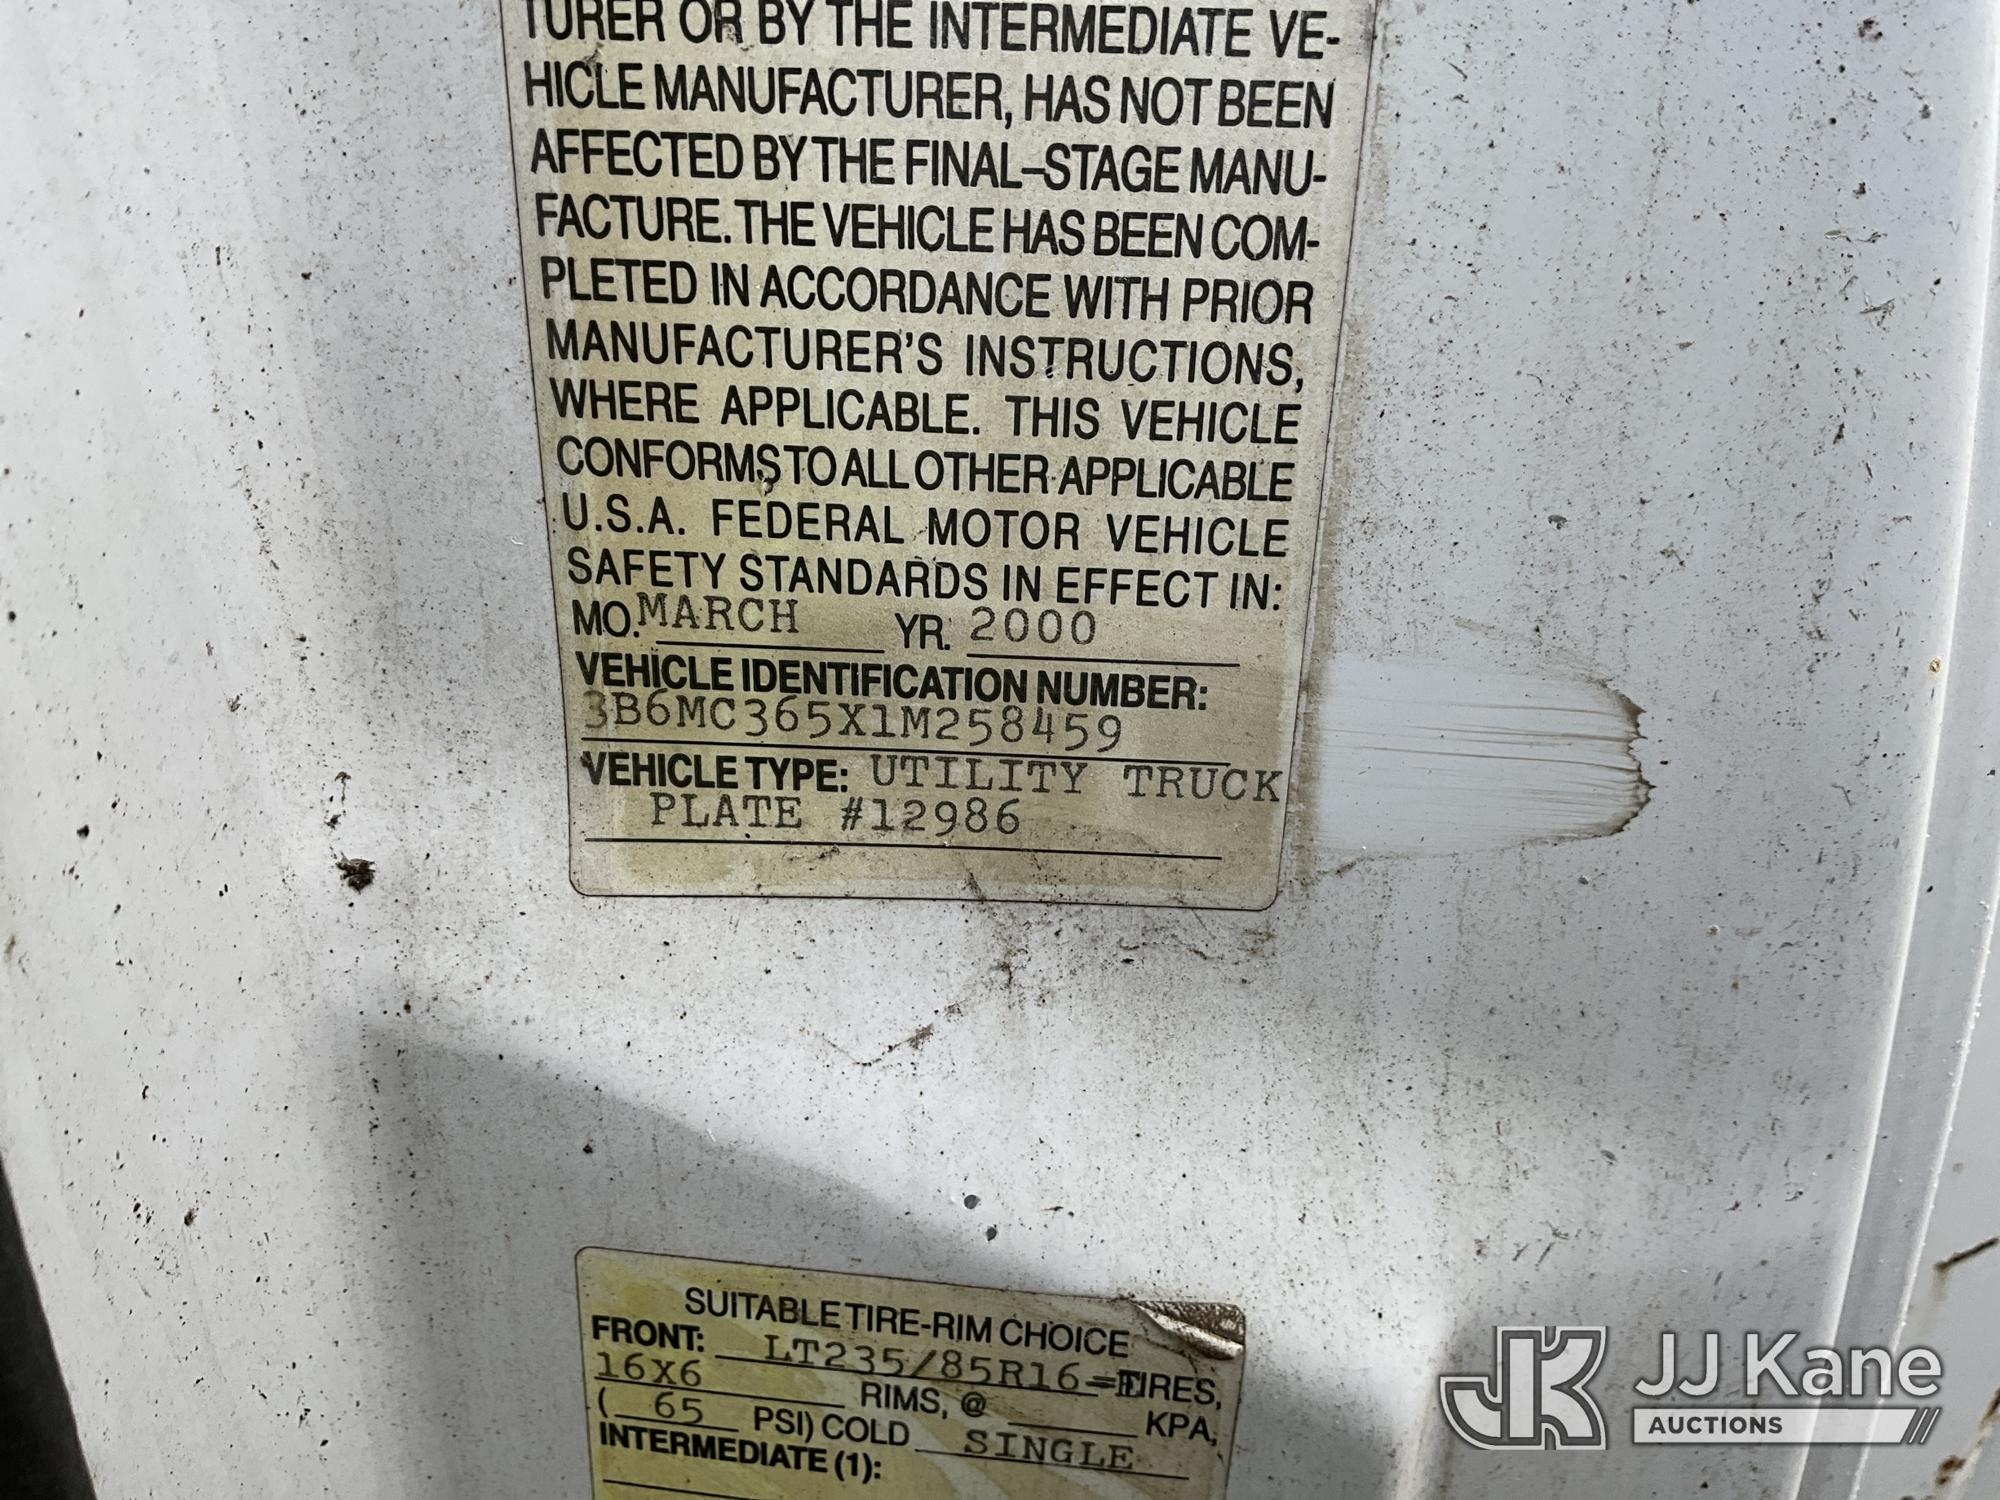 TURER OR BY THE INTERMEDIATE VE-
HICLE MANUFACTURER, HAS NOT BEEN
AFFECTED BY THE FINAL-STAGE MANU-
FACTURE. THE VEHICLE HAS BEEN COM-
PLETED IN ACCORDANCE WITH PRIOR
MANUFACTURER'S INSTRUCTIONS,
WHERE APPLICABLE. THIS VEHICLE
CONFORMS TO ALL OTHER APPLICABLE
U.S.A. FEDERAL MOTOR VEHICLE
SAFETY STANDARDS IN EFFECT IN:
MO. MARCH YR. 2000
VEHICLE IDENTIFICATION NUMBER:
3B6MC365X1M258459
VEHICLE TYPE: UTILITY TRUCK
PLATE #12986
SUITABLE TIRE-RIM CHOICE
FRONT: LT235/85R16-E TIRES,
16X6 RIMS, @ KPA,
( 65 PSI) COLD SINGLE
INTERMEDIATE (1):
JJ Kane
AUCTIONS